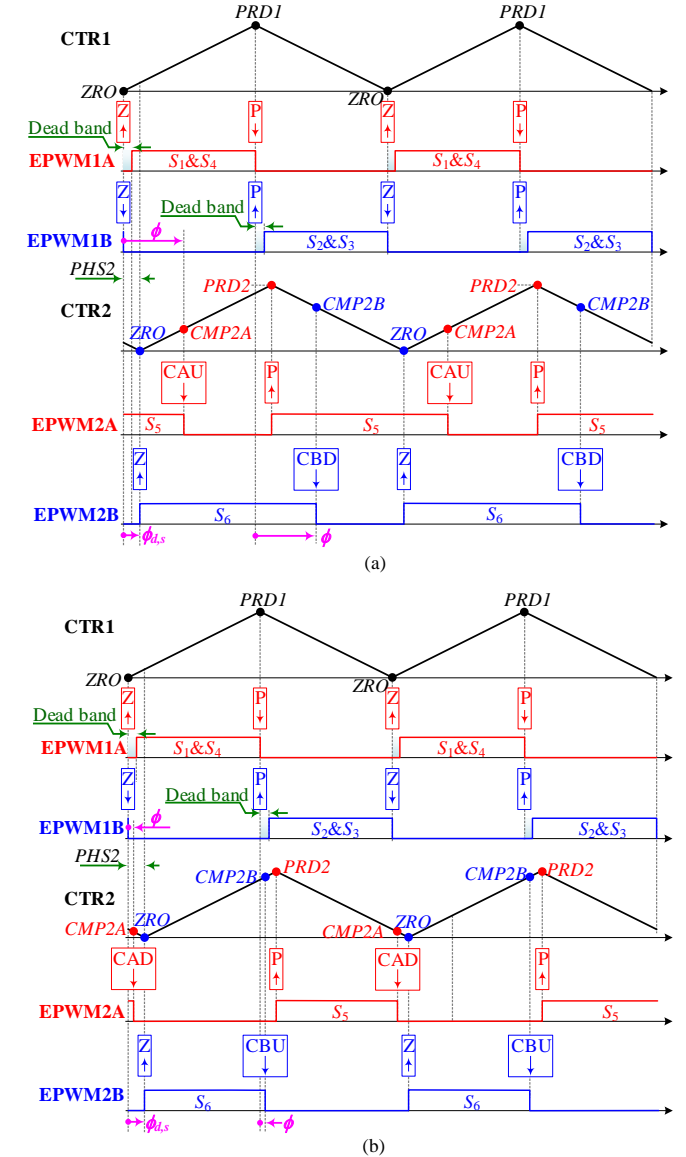 PRD1 PRD1
CTR1
ZRO ZRO
Z P Z P
Dead band
EPWM1A S1&S4 S1&S4
Z P Z P
Dead band
ϕ
EPWM1B S2&S3 S2&S3
PHS2
PRD2 PRD2
CTR2 CMP2B CMP2B
ZRO CMP2A ZRO CMP2A
CAU P CAU P
EPWM2A S5 S5 S5
Z CBD Z CBD
EPWM2B S6 S6
ϕd,s ϕ
(a)
PRD1 PRD1
CTR1
ZRO ZRO
Z P Z P
Dead band
EPWM1A S1&S4 S1&S4
Z P Z P
Dead band
ϕ
EPWM1B S2&S3 S2&S3
PHS2
CMP2B PRD2 CMP2B PRD2
CTR2
CMP2A ZRO CMP2A ZRO
CAD P CAD P
EPWM2A S5 S5
Z CBU Z CBU
EPWM2B S6 S6
ϕd,s ϕ
(b)